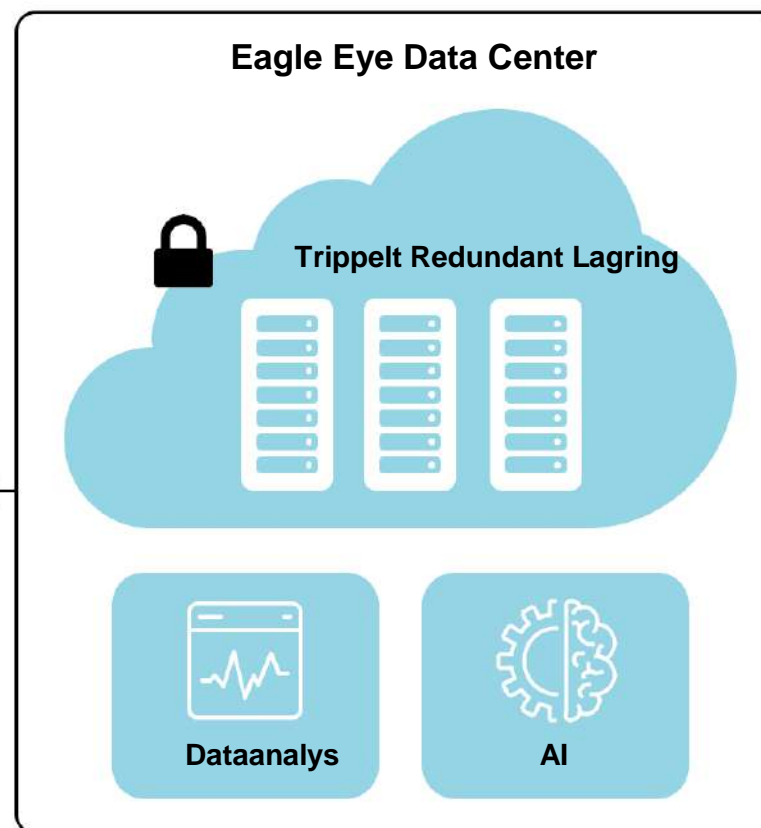 Eagle Eye Data Center
Trippelt Redundant Lagring
Dataanalys
AI